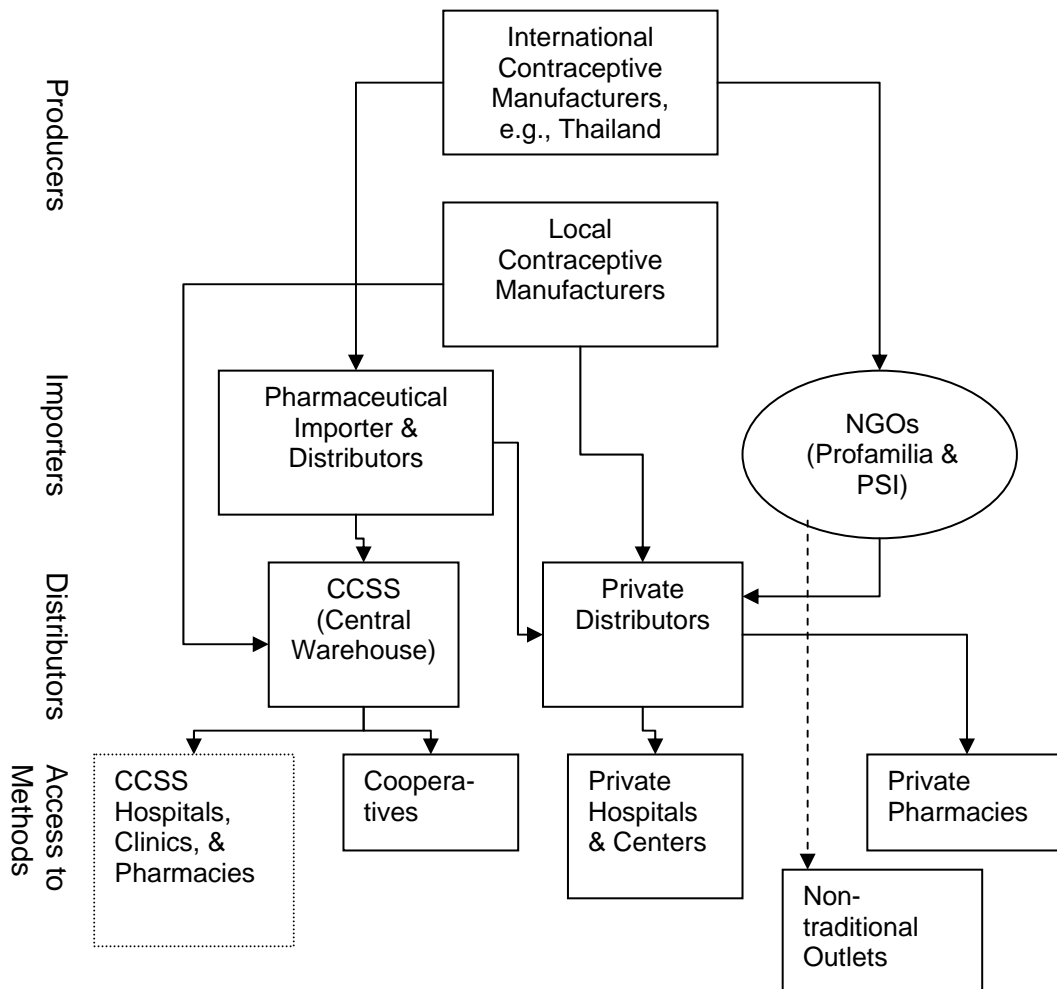 Producers
International
Contraceptive
Manufacturers,
e.g., Thailand
Local
Contraceptive
Manufacturers
Importers
Pharmaceutical
Importer &
Distributors
NGOs
(Profamilia &
PSI)
Distributors
CCSS
(Central
Warehouse)
Private
Distributors
Access to
Methods
CCSS
Hospitals,
Clinics, &
Pharmacies
Coopera-
tives
Private
Hospitals
& Centers
Private
Pharmacies
Non-
traditional
Outlets